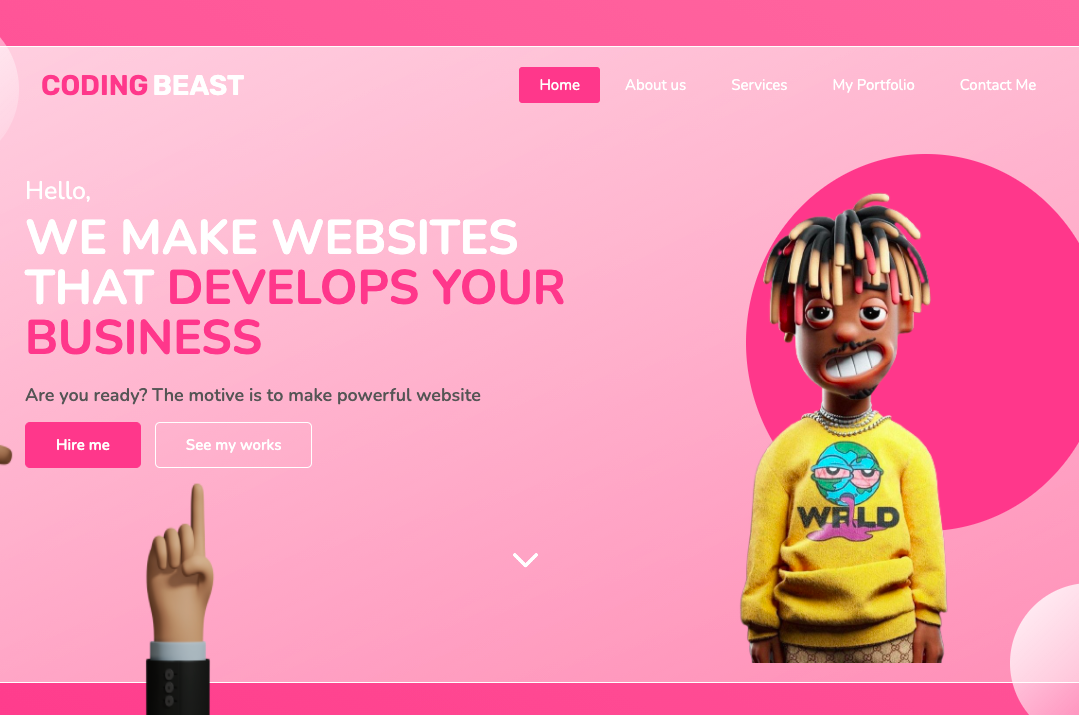 CODING BEAST
Home About us Services My Portfolio Contact Me
Hello,
WE MAKE WEBSITES
THAT DEVELOPS YOUR
BUSINESS
Are you ready? The motive is to make powerful website
Hire me See my works
WRLD